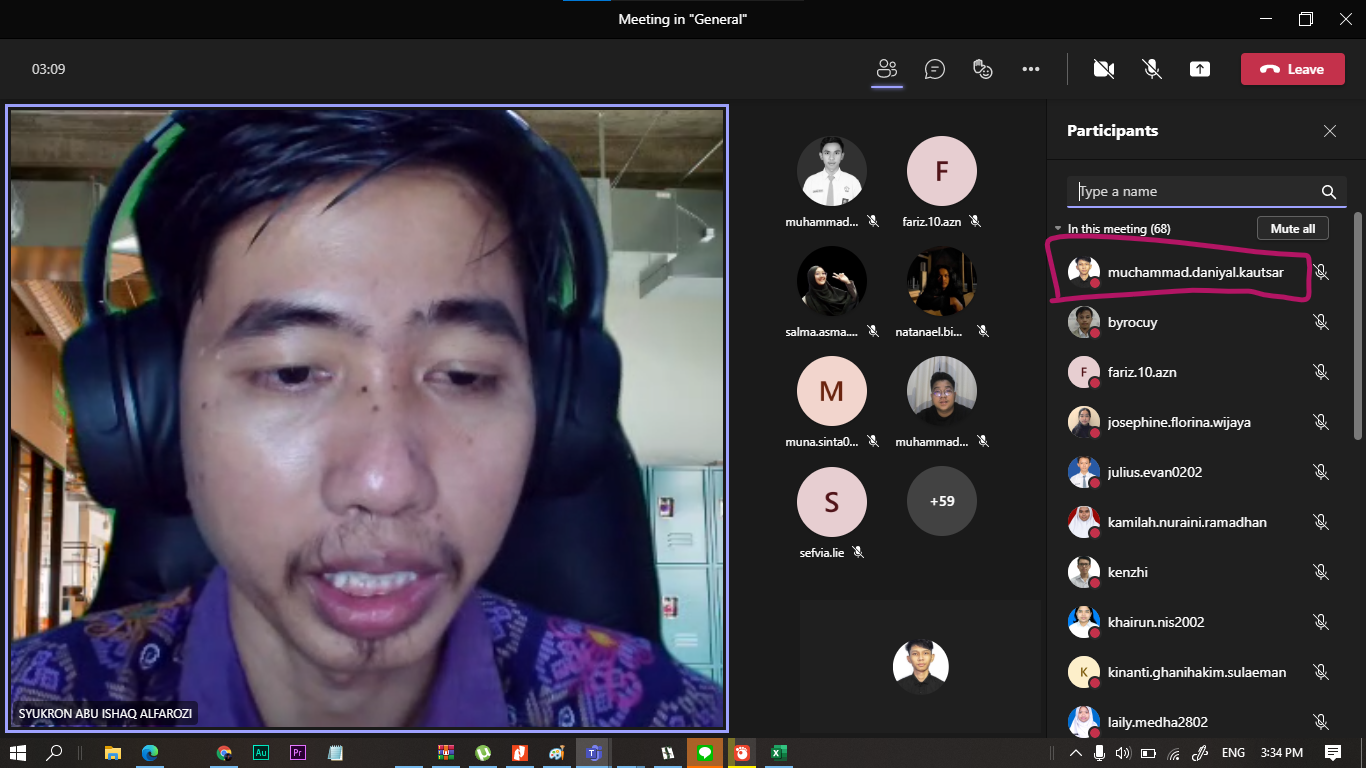 Meeting in "General"
03:09
Leave
SYUKRON ABU ISHAQ ALFAROZI
muhammad...
F
fariz.10.azn
salma.asma....
natanael.bi...
M
muna.sinta0...
muhammad...
S
sefvia.lie
+59
Participants
Type a name
In this meeting (68)
Mute all
muchammad.daniyal.kautsar
byrocuy
F
fariz.10.azn
josephine.florina.wijaya
julius.evan0202
kamilah.nuraini.ramadhan
kenzhi
khairun.nis2002
K
kinanti.ghanihakim.sulaeman
laily.medha2802
Au
Pr
ENG
3:34 PM